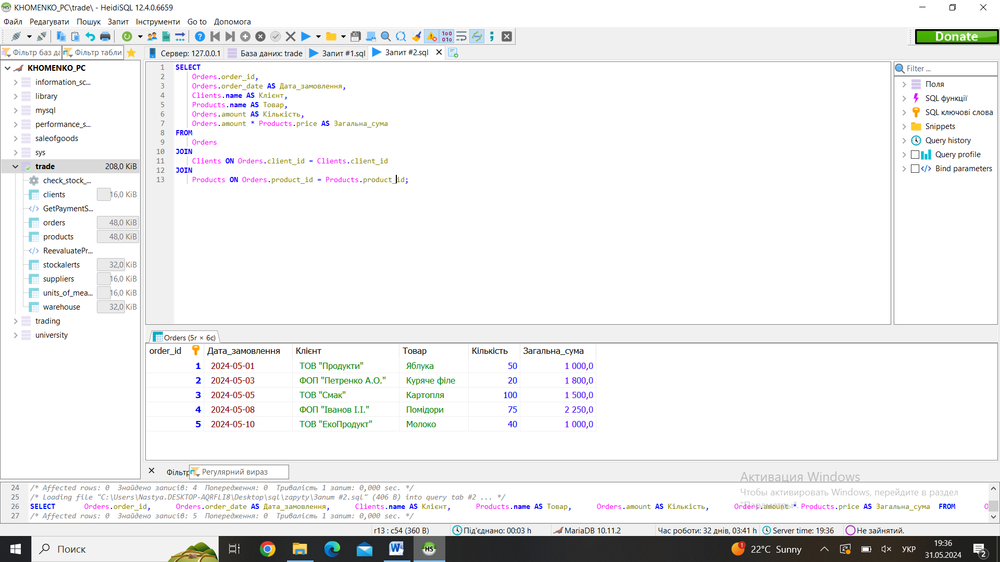 KHOMENKO_PC\trade\ - HeidiSQL 12.4.0.6659
Файл Редагувати Пошук Запит Інструменти Go to Допомога
Donate
Фільтр баз да Фільтр табли
Сервер: 127.0.0.1 База даних: trade Запит #1.sql Запит #2.sql
KHOMENKO_PC
information_sc...
library
mysql
performance_s...
saleofgoods
sys
trade 208,0 KiB
check_stock_...
clients 16,0 KiB
GetPaymentS...
orders 48,0 KiB
products 48,0 KiB
ReevaluatePr...
stockalerts 32,0 KiB
suppliers 16,0 KiB
units_of_mea... 16,0 KiB
warehouse 32,0 KiB
trading
university
1 SELECT
2 Orders.order_id,
3 Orders.order_date AS Дата_замовлення,
4 Clients.name AS Клієнт,
5 Products.name AS Товар,
6 Orders.amount AS Кількість,
7 Orders.amount * Products.price AS Загальна_сума
8 FROM
9 Orders
10 JOIN
11 Clients ON Orders.client_id = Clients.client_id
12 JOIN
13 Products ON Orders.product_id = Products.product_id;
Filter ...
Поля
SQL функції
SQL ключові слова
Snippets
Query history
Query profile
Bind parameters
Orders (5r × 6c)
order_id Дата_замовлення Клієнт Товар Кількість Загальна_сума
1 2024-05-01 ТОВ "Продукти" Яблука 50 1 000,0
2 2024-05-03 ФОП "Петренко А.О." Куряче філе 20 1 800,0
3 2024-05-05 ТОВ "Смак" Картопля 100 1 500,0
4 2024-05-08 ФОП "Іванов І.І." Помідори 75 2 250,0
5 2024-05-10 ТОВ "ЕкоПродукт" Молоко 40 1 000,0
Фільтр Регулярний вираз
Активация Windows
Чтобы активировать Windows, перейдите в раздел
"Параметры".
24 /* Affected rows: 0 Знайдено записів: 4 Попередження: 0 Тривалість 1 запит: 0,000 sec. */
25 /* Loading file "C:\Users\Nastya.DESKTOP-AQRFLI8\Desktop\sql\zapyty\Запит #2.sql" (406 B) into query tab #2 ... */
26 SELECT Orders.order_id, Orders.order_date AS Дата_замовлення, Clients.name AS Клієнт, Products.name AS Товар, Orders.amount AS Кількість, Orders.amount * Products.price AS Загальна_сума FROM O
27 /* Affected rows: 0 Знайдено записів: 5 Попередження: 0 Тривалість 1 запит: 0,000 sec. */
r13 : c54 (360 B) Під'єднано: 00:03 h MariaDB 10.11.2 Час роботи: 32 днів, 03:41 h Server time: 19:36 Не зайнятий.
Поиск
1 22°C Sunny УКР 19:36
31.05.2024 2